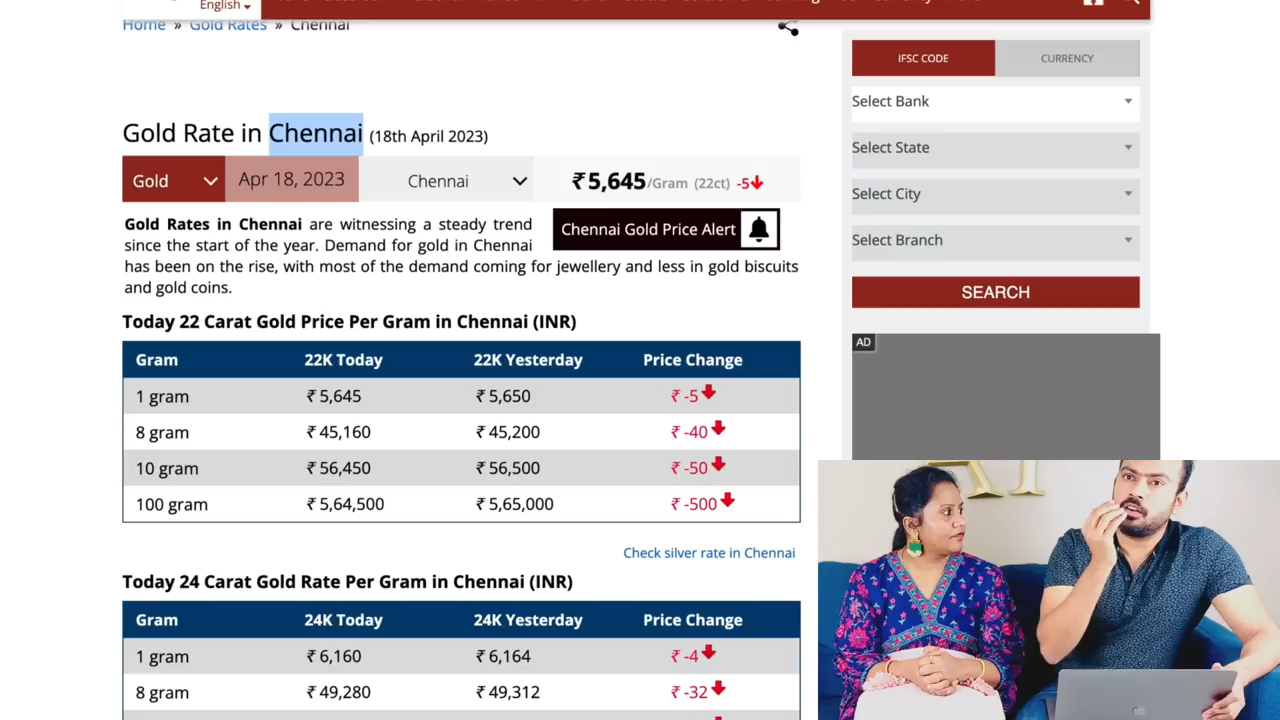 English
Home » Gold Rates » Chennai
Gold Rate in Chennai (18th April 2023)
Gold Apr 18, 2023 Chennai ₹5,645/Gram (22ct) -5
Gold Rates in Chennai are witnessing a steady trend
since the start of the year. Demand for gold in Chennai
has been on the rise, with most of the demand coming for jewellery and less in gold biscuits
and gold coins.
Chennai Gold Price Alert
Today 22 Carat Gold Price Per Gram in Chennai (INR)
Gram 22K Today 22K Yesterday Price Change
1 gram ₹5,645 ₹5,650 ₹-5
8 gram ₹45,160 ₹45,200 ₹-40
10 gram ₹56,450 ₹56,500 ₹-50
100 gram ₹5,64,500 ₹5,65,000 ₹-500
Check silver rate in Chennai
Today 24 Carat Gold Rate Per Gram in Chennai (INR)
Gram 24K Today 24K Yesterday Price Change
1 gram ₹6,160 ₹6,164 ₹-4
8 gram ₹49,280 ₹49,312 ₹-32
IFSC CODE CURRENCY
Select Bank
Select State
Select City
Select Branch
SEARCH
AD